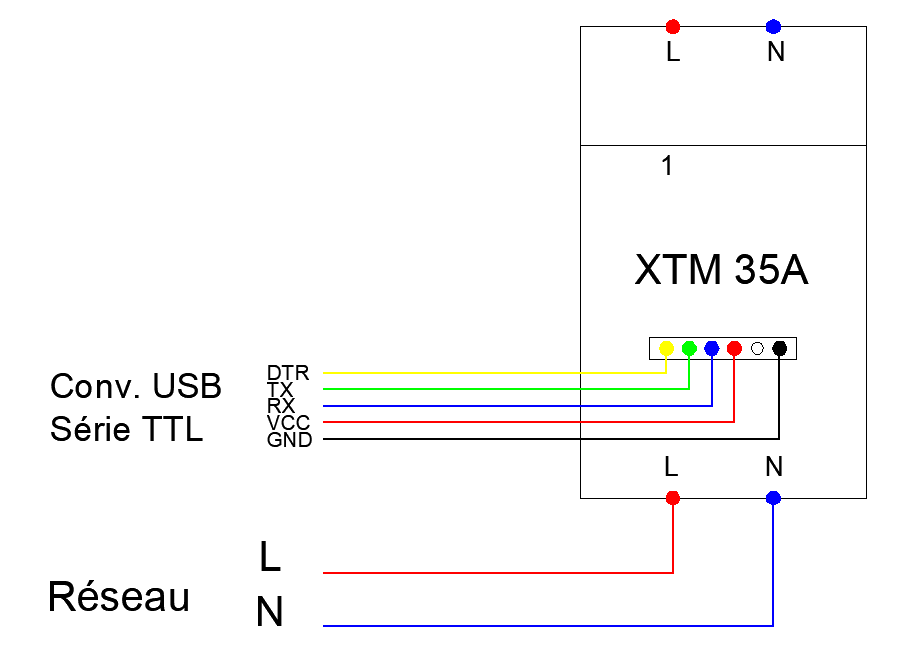 L N
1
XTM 35A
Conv. USB
Série TTL
DTR
TX
RX
VCC
GND
L N
Réseau
L
N